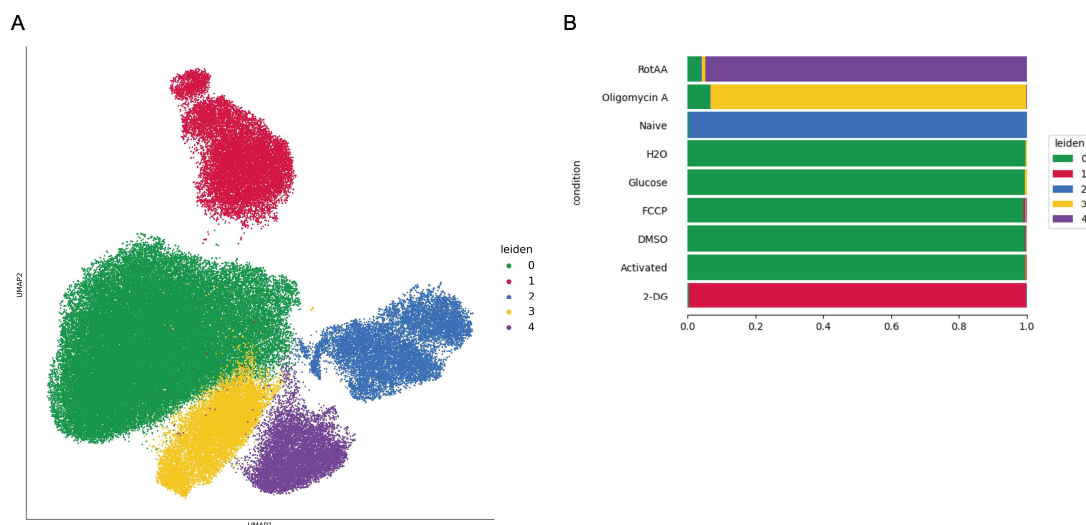 A
UMAP2
UMAP1
leiden
0
1
2
3
4
B
condition
RotAA
Oligomycin A
Naive
H2O
Glucose
FCCP
DMSO
Activated
2-DG
0.0 0.2 0.4 0.6 0.8 1.0
leiden
0
1
2
3
4